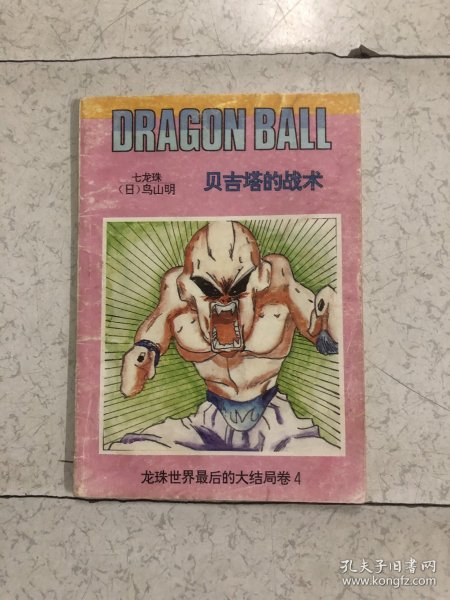 DRAGON BALL
七龙珠
（日）鸟山明
贝吉塔的战术
M
龙珠世界最后的大结局卷4
孔夫子旧书网
www.kongfz.com